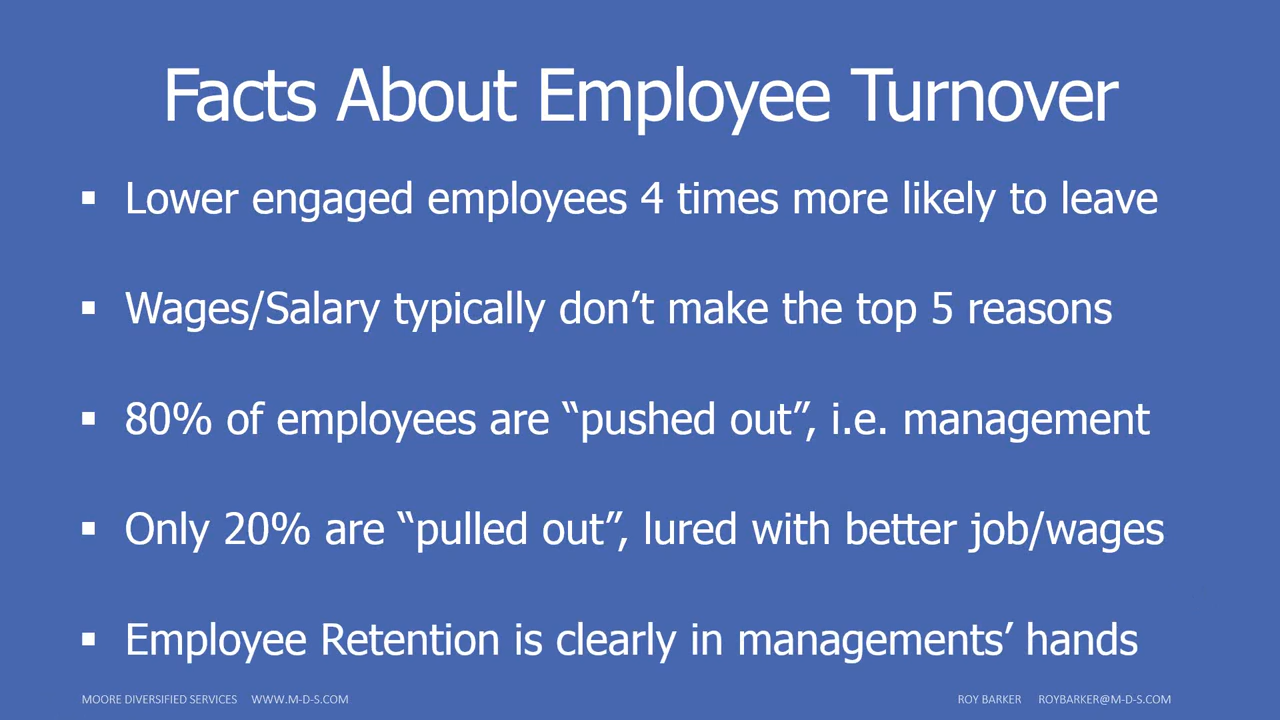 Facts About Employee Turnover
▪ Lower engaged employees 4 times more likely to leave
▪ Wages/Salary typically don’t make the top 5 reasons
▪ 80% of employees are “pushed out”, i.e. management
▪ Only 20% are “pulled out”, lured with better job/wages
▪ Employee Retention is clearly in managements’ hands
MOORE DIVERSIFIED SERVICES WWW.M-D-S.COM ROY BARKER ROYBARKER@M-D-S.COM